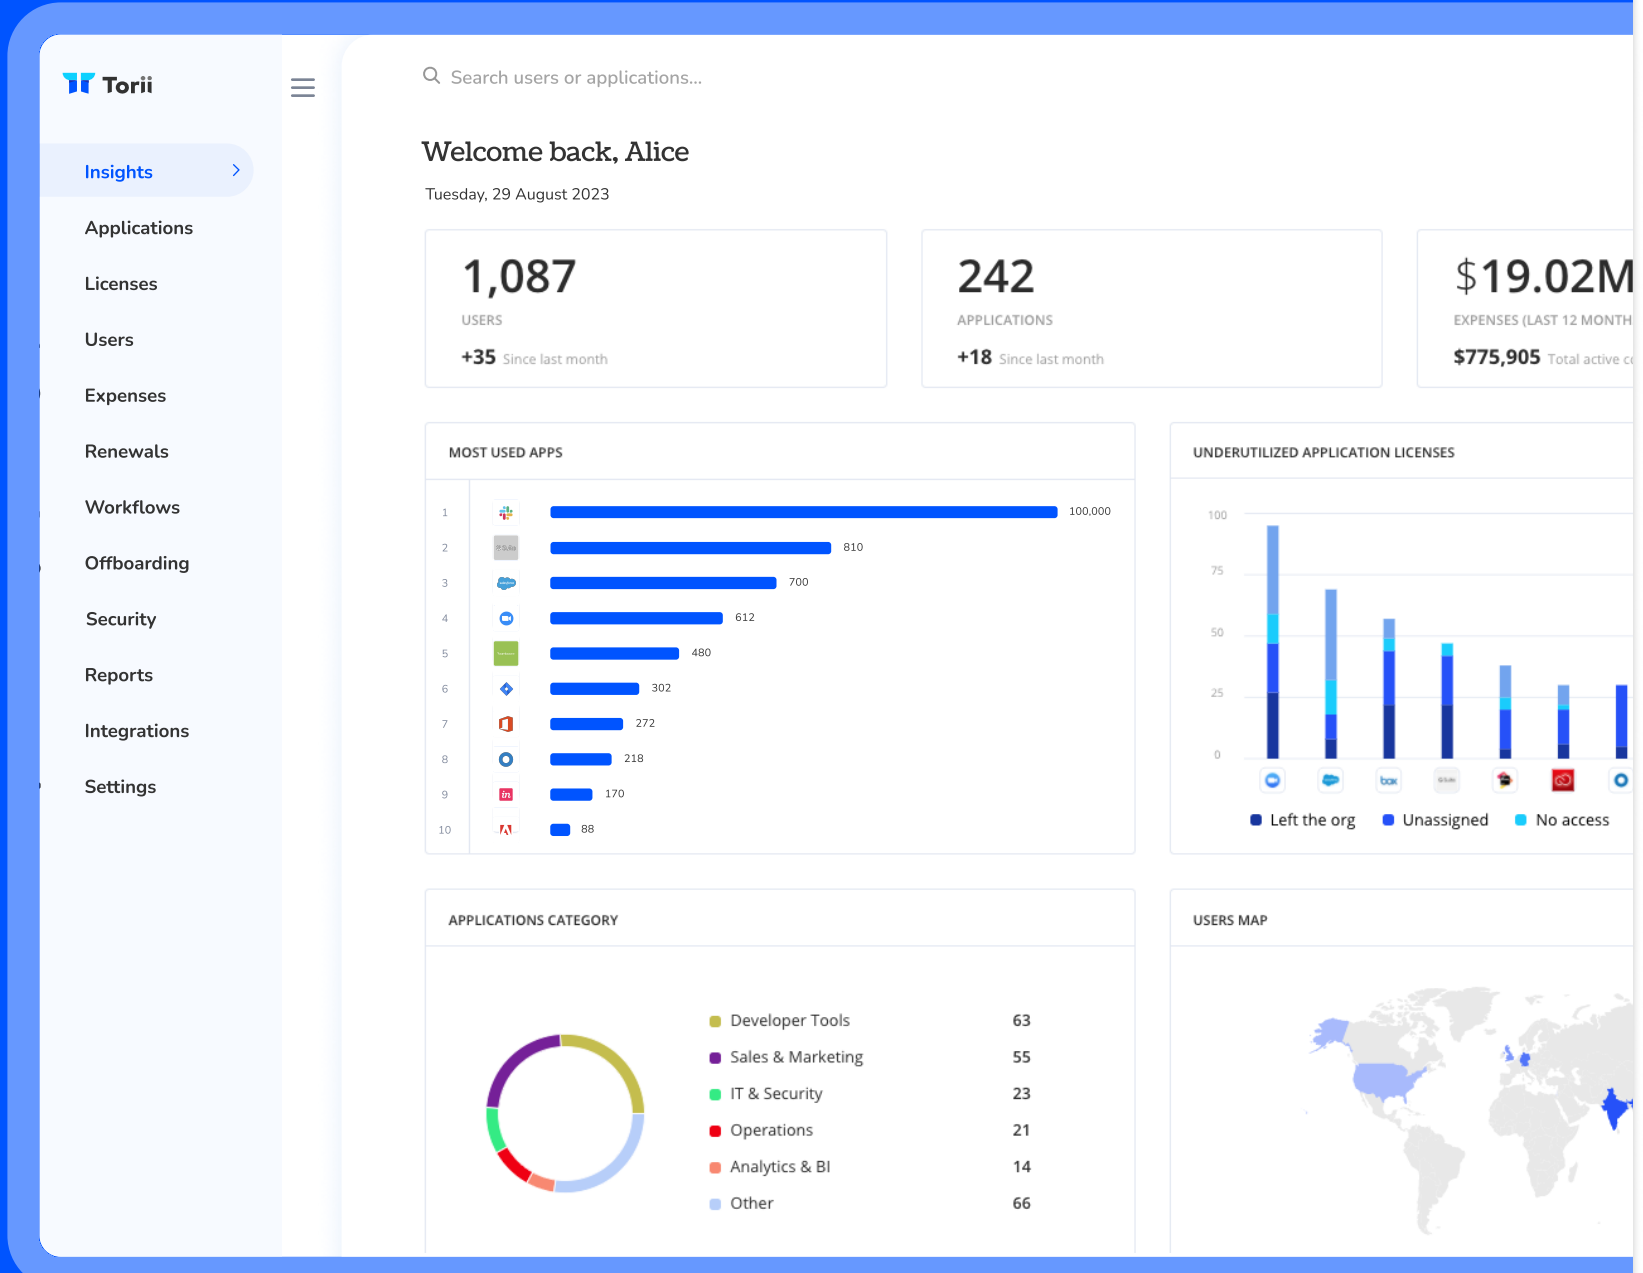 Torii
Search users or applications...
Insights
Applications
Licenses
Users
Expenses
Renewals
Workflows
Offboarding
Security
Reports
Integrations
Settings
Welcome back, Alice
Tuesday, 29 August 2023
1,087
USERS
+35 Since last month
242
APPLICATIONS
+18 Since last month
$19.02M
EXPENSES (LAST 12 MONTH
$775,905 Total active
MOST USED APPS
1 100,000
2 810
3 700
4 612
5 480
6 302
7 272
8 218
9 in 170
10 88
UNDERUTILIZED APPLICATION LICENSES
100
75
50
25
0
box
Left the org Unassigned No access
APPLICATIONS CATEGORY
Developer Tools 63
Sales & Marketing 55
IT & Security 23
Operations 21
Analytics & BI 14
Other 66
USERS MAP